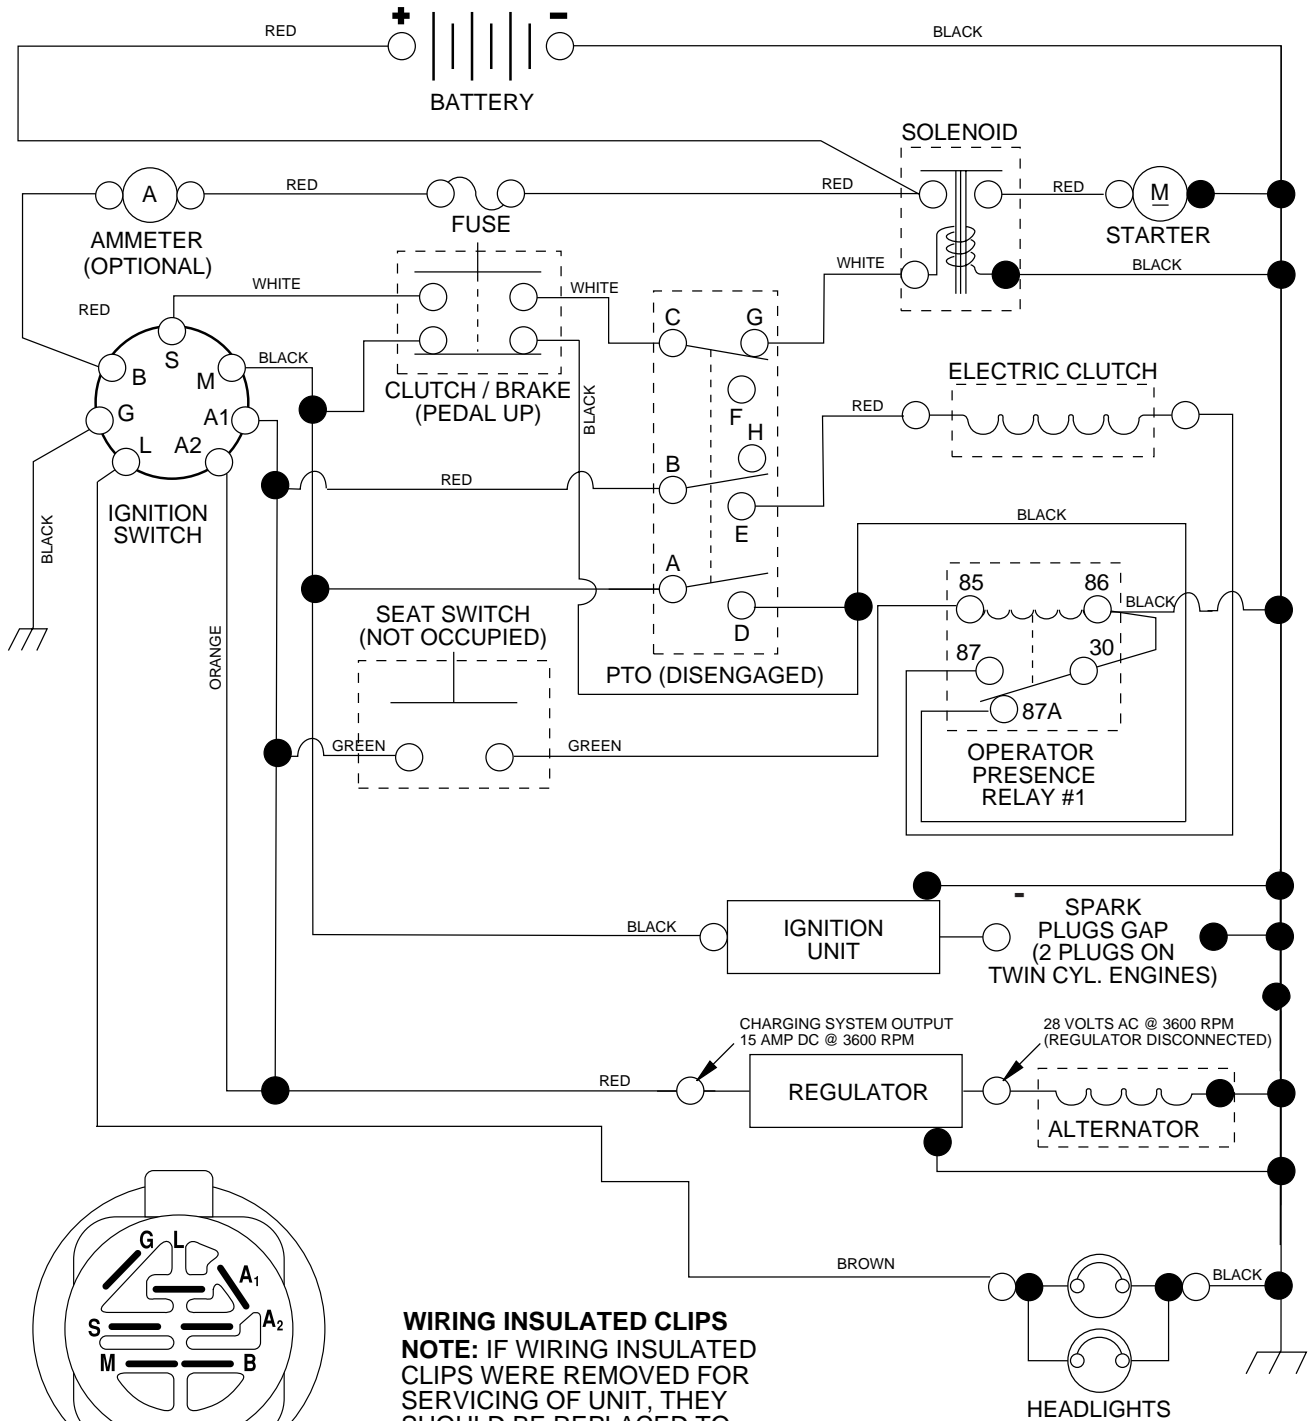 +
-
RED
BLACK
BATTERY
SOLENOID
A
RED
RED
RED
M
FUSE
STARTER
AMMETER
(OPTIONAL)
WHITE
WHITE
WHITE
BLACK
RED
S
B
M
BLACK
G
A1
L
A2
IGNITION
SWITCH
CLUTCH / BRAKE
(PEDAL UP)
BLACK
C
G
F
H
B
E
A
D
PTO (DISENGAGED)
ELECTRIC CLUTCH
RED
RED
BLACK
BLACK
ORANGE
SEAT SWITCH
(NOT OCCUPIED)
GREEN
GREEN
85
86
BLACK
87
30
87A
OPERATOR
PRESENCE
RELAY #1
BLACK
IGNITION
UNIT
-
SPARK
PLUGS GAP
(2 PLUGS ON
TWIN CYL. ENGINES)
CHARGING SYSTEM OUTPUT
15 AMP DC @ 3600 RPM
28 VOLTS AC @ 3600 RPM
(REGULATOR DISCONNECTED)
RED
REGULATOR
ALTERNATOR
BROWN
BLACK
HEADLIGHTS
G
L
A1
S
A2
M
B
WIRING INSULATED CLIPS
NOTE: IF WIRING INSULATED
CLIPS WERE REMOVED FOR
SERVICING OF UNIT, THEY
SHOULD BE REPLACED TO